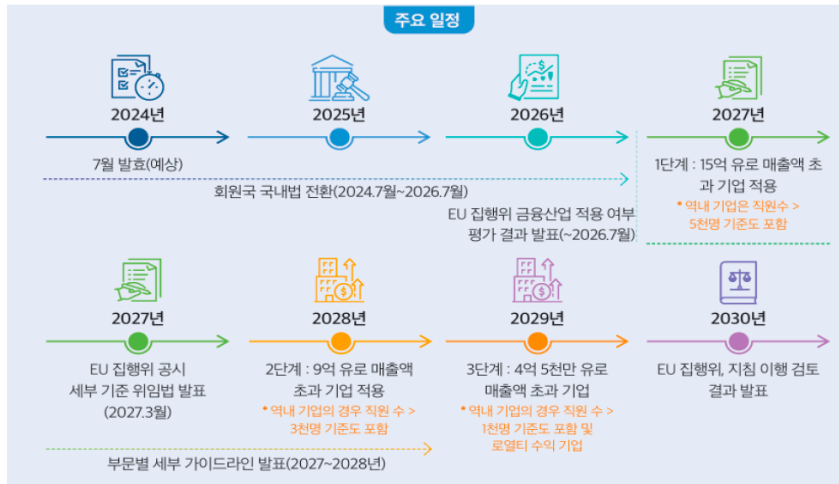 주요 일정
2024년
2025년
2026년
2027년
7월 발효(예상)
회원국 국내법 전환(2024.7월~2026.7월)
EU 집행위 금융산업 적용 여부
평가 결과 발표(~2026.7월)
1단계 : 15억 유로 매출액 초
과 기업 적용
* 역내 기업은 직원수 >
5천명 기준도 포함
2027년
2028년
2029년
2030년
EU 집행위 공시
세부 기준 위임법 발표
(2027.3월)
2단계 : 9억 유로 매출액
초과 기업 적용
* 역내 기업의 경우 직원 수 >
3천명 기준도 포함
3단계 : 4억 5천만 유로
매출액 초과 기업
* 역내 기업의 경우 직원 수 >
1천명 기준도 포함 및
로열티 수익 기업
EU 집행위, 지침 이행 검토
결과 발표
부문별 세부 가이드라인 발표(2027~2028년)